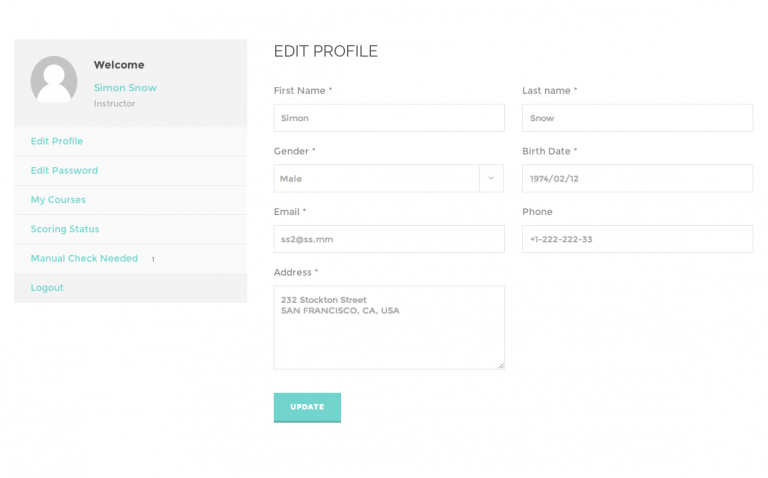 Welcome
Simon Snow
Instructor
Edit Profile
Edit Password
My Courses
Scoring Status
Manual Check Needed 1
Logout
EDIT PROFILE
First Name *
Last name *
Simon
Snow
Gender *
Birth Date *
Male
1974/02/12
Email *
Phone
ss2@ss.mm
+1-222-222-33
Address *
232 Stockton Street
SAN FRANCISCO, CA, USA
UPDATE